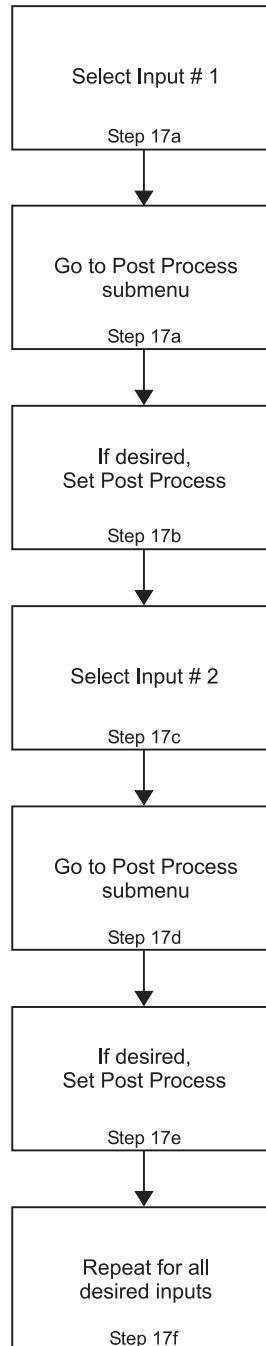 Select Input # 1
Step 17a
Go to Post Process
submenu
Step 17a
If desired,
Set Post Process
Step 17b
Select Input # 2
Step 17c
Go to Post Process
submenu
Step 17d
If desired,
Set Post Process
Step 17e
Repeat for all
desired inputs
Step 17f